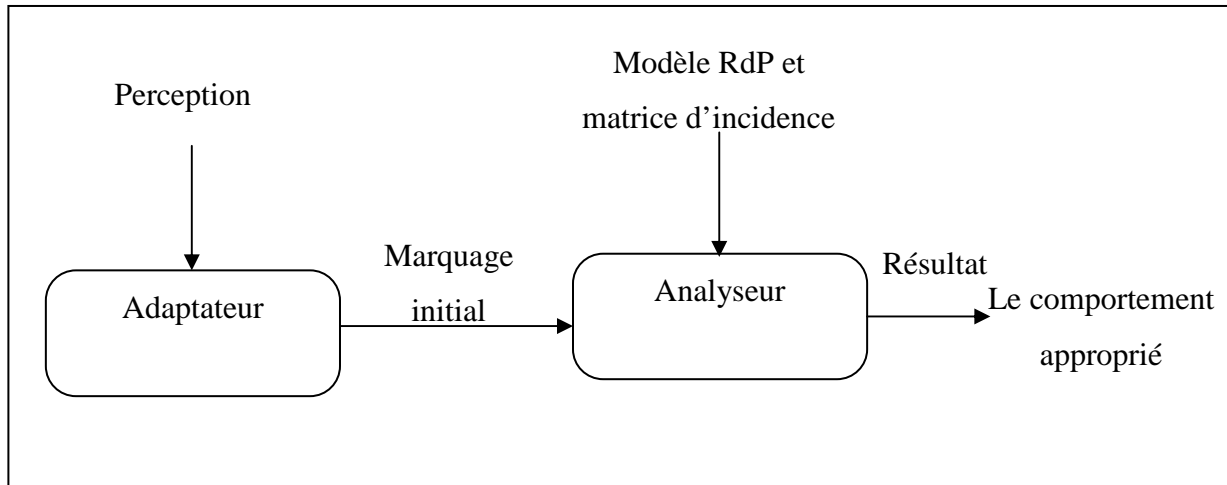 Perception
Modèle RdP et
matrice d’incidence
Adaptateur
Marquage
initial
Analyseur
Résultat
Le comportement
approprié